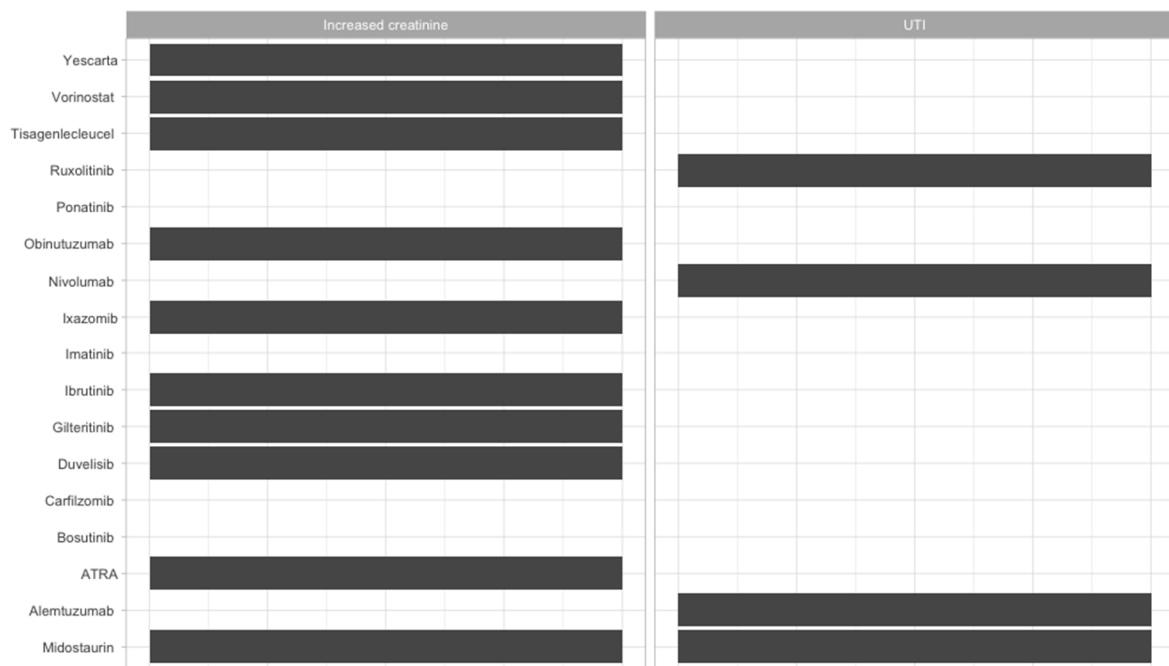 Increased creatinine
UTI
Yescarta
Vorinostat
Tisagenlecleucel
Ruxolitinib
Ponatinib
Obinutuzumab
Nivolumab
Ixazomib
Imatinib
Ibrutinib
Gilteritinib
Duvelisib
Carfilzomib
Bosutinib
ATRA
Alemtuzumab
Midostaurin